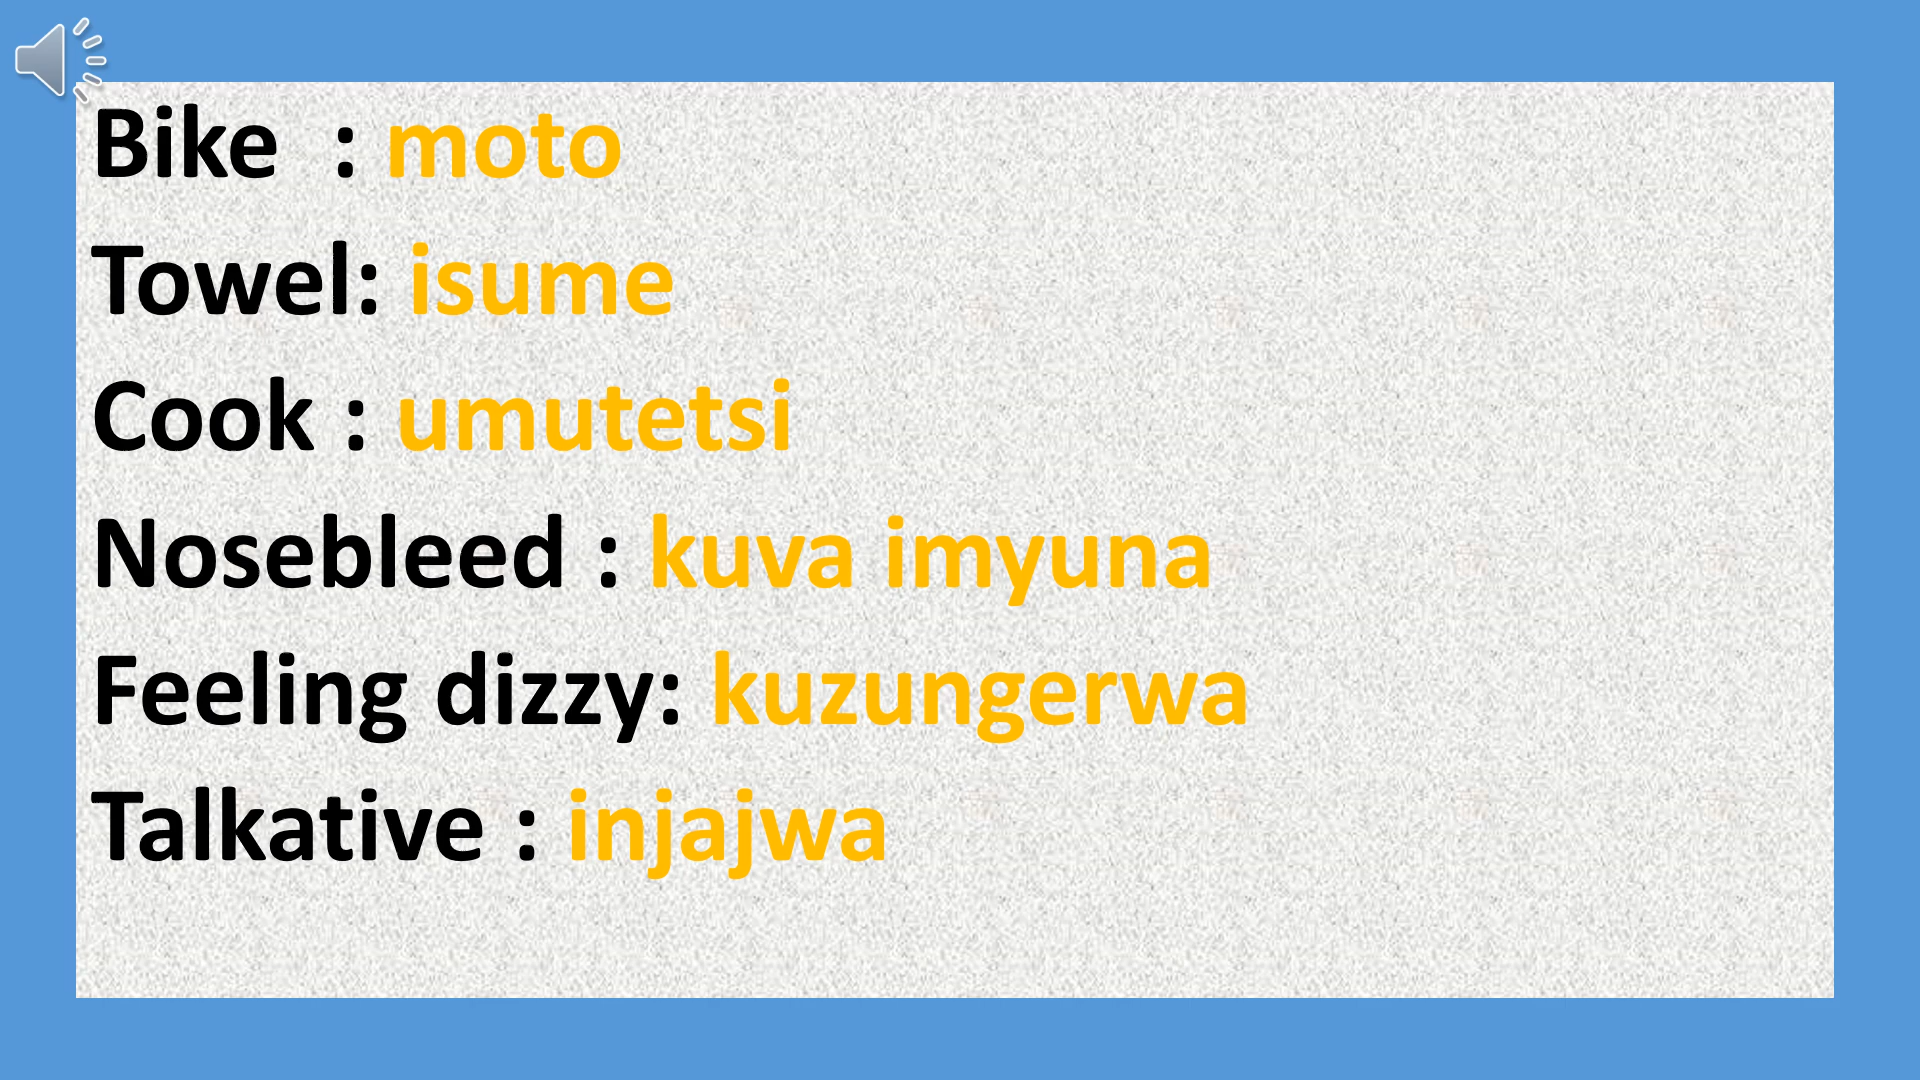 Bike  : moto
Towel: isume
Cook : umutetsi
Nosebleed : kuva imyuna
Feeling dizzy: kuzungerwa
Talkative : injajwa